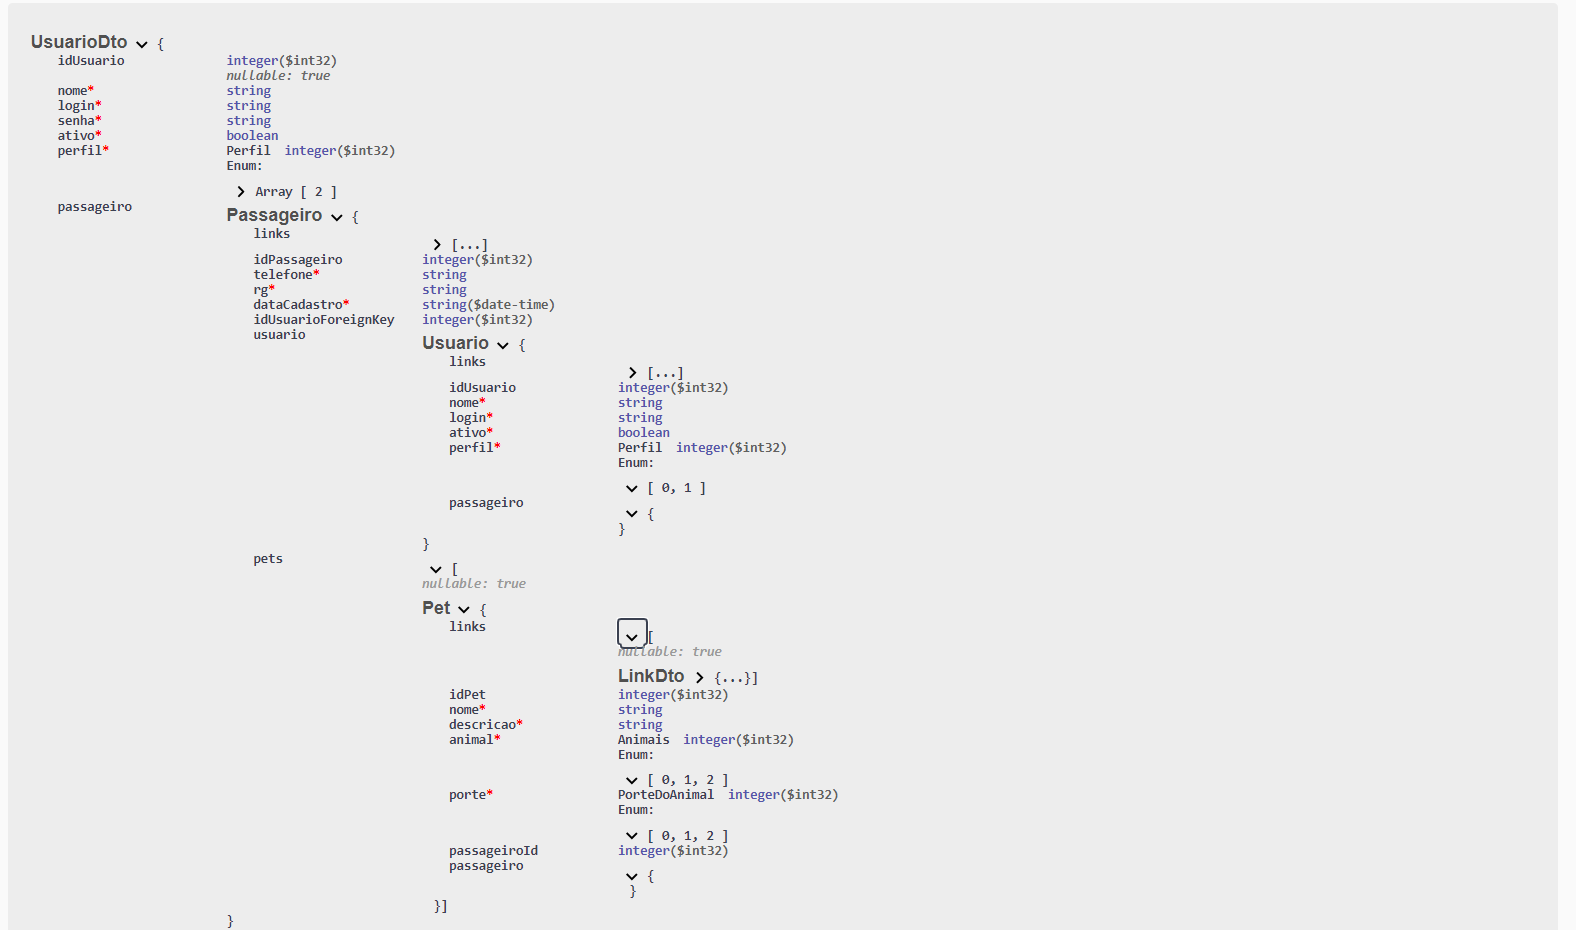 UsuarioDto {
idUsuario integer($int32)
nullable: true
nome* string
login* string
senha* string
ativo* boolean
perfil* Perfil integer($int32)
Enum:
Array [ 2 ]
passageiro
Passageiro {
links
[...]
idPassageiro integer($int32)
telefone* string
rg* string
dataCadastro* string($date-time)
idUsuarioForeignKey integer($int32)
usuario
Usuario {
links
[...]
idUsuario integer($int32)
nome* string
login* string
ativo* boolean
perfil* Perfil integer($int32)
Enum:
[ 0, 1 ]
passageiro
{
}
}
pets
[
nullable: true
Pet {
links
[
nullable: true
LinkDto {...}]
idPet integer($int32)
nome* string
descricao* string
animal* Animais integer($int32)
Enum:
[ 0, 1, 2 ]
porte* PorteDoAnimal integer($int32)
Enum:
[ 0, 1, 2 ]
passageiroId integer($int32)
passageiro
{
}
}]
}